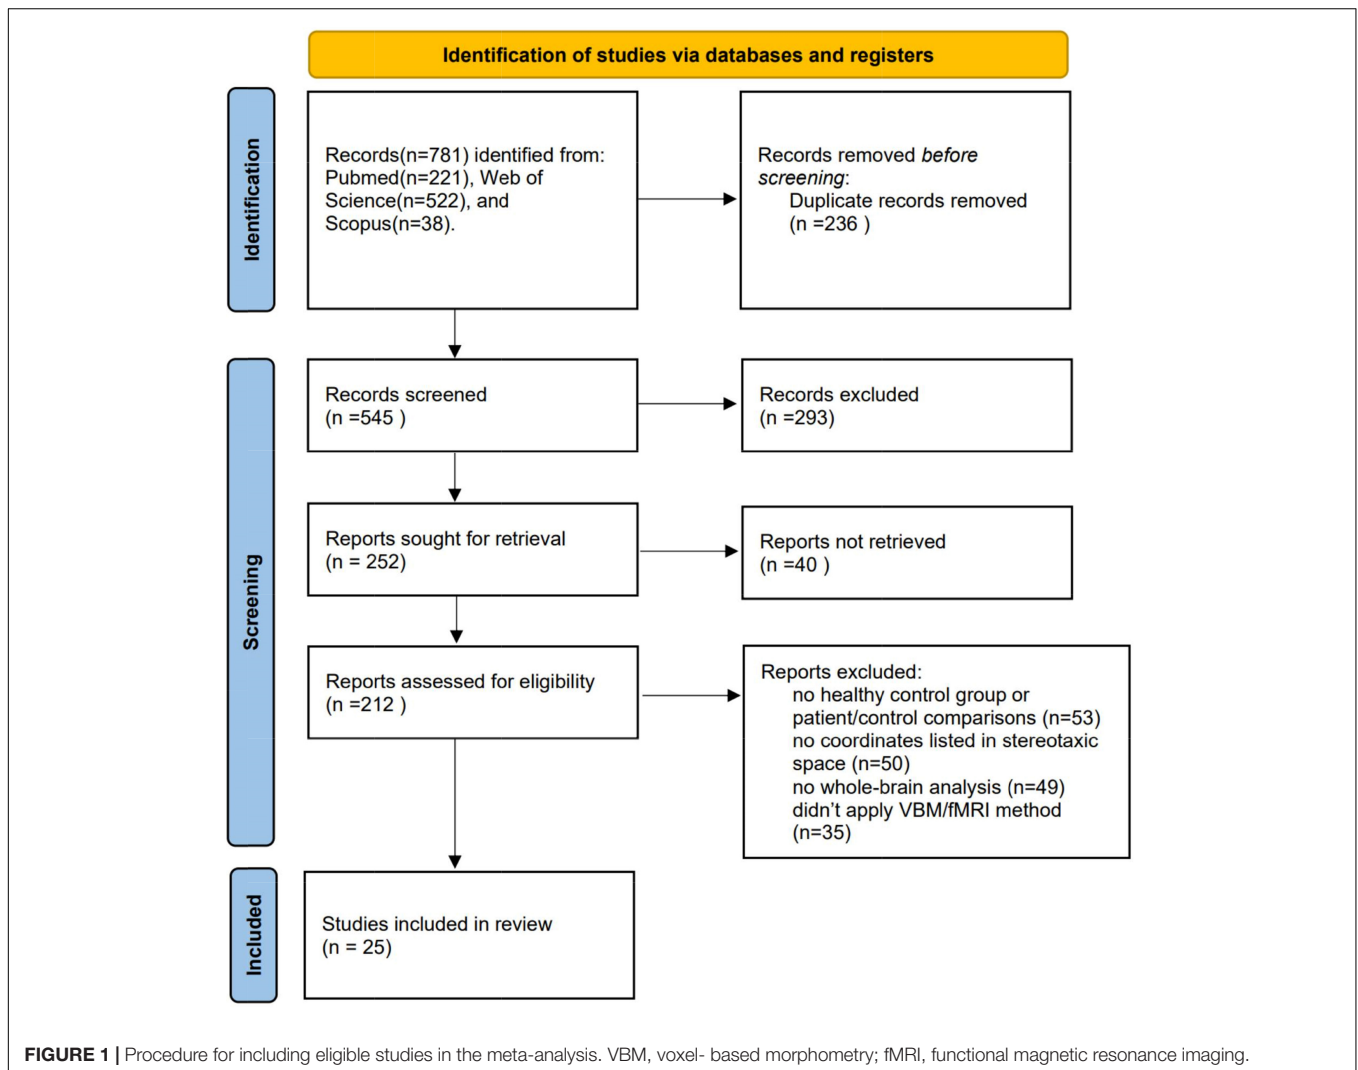 Identification of studies via databases and registers
Identification
Records(n=781) identified from:
Pubmed(n=221), Web of
Science(n=522), and
Scopus(n=38).
Records removed before
screening:
Duplicate records removed
(n =236 )
Screening
Records screened
(n =545 )
Records excluded
(n =293)
Reports sought for retrieval
(n = 252)
Reports not retrieved
(n =40 )
Reports assessed for eligibility
(n =212 )
Reports excluded:
no healthy control group or
patient/control comparisons (n=53)
no coordinates listed in stereotaxic
space (n=50)
no whole-brain analysis (n=49)
didn't apply VBM/fMRI method
(n=35)
Included
Studies included in review
(n = 25)
FIGURE 1 | Procedure for including eligible studies in the meta-analysis. VBM, voxel- based morphometry; fMRI, functional magnetic resonance imaging.